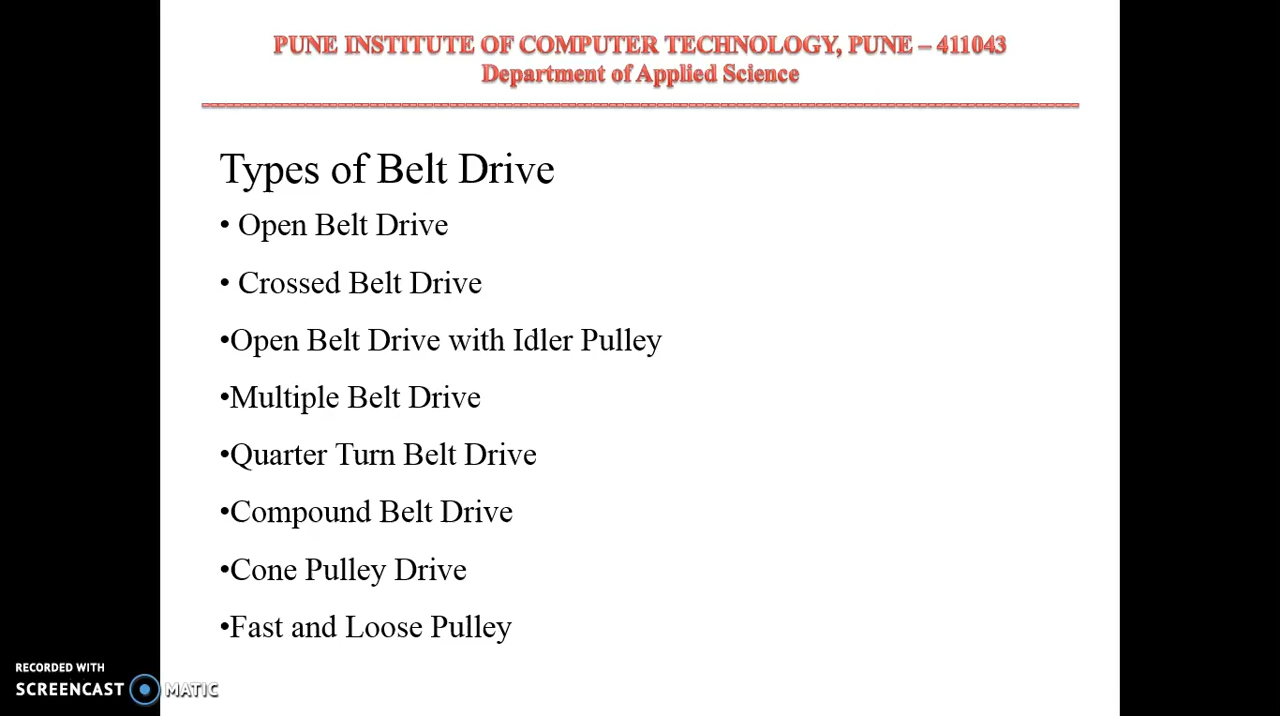 PUNE INSTITUTE OF COMPUTER TECHNOLOGY, PUNE – 411043
Department of Applied Science
Types of Belt Drive
• Open Belt Drive
• Crossed Belt Drive
•Open Belt Drive with Idler Pulley
•Multiple Belt Drive
•Quarter Turn Belt Drive
•Compound Belt Drive
•Cone Pulley Drive
•Fast and Loose Pulley
RECORDED WITH
SCREENCAST MATIC